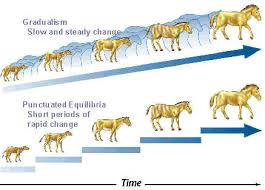 Gradualism
Slow and steady change
Punctuated Equilibria
Short periods of
rapid change
Time